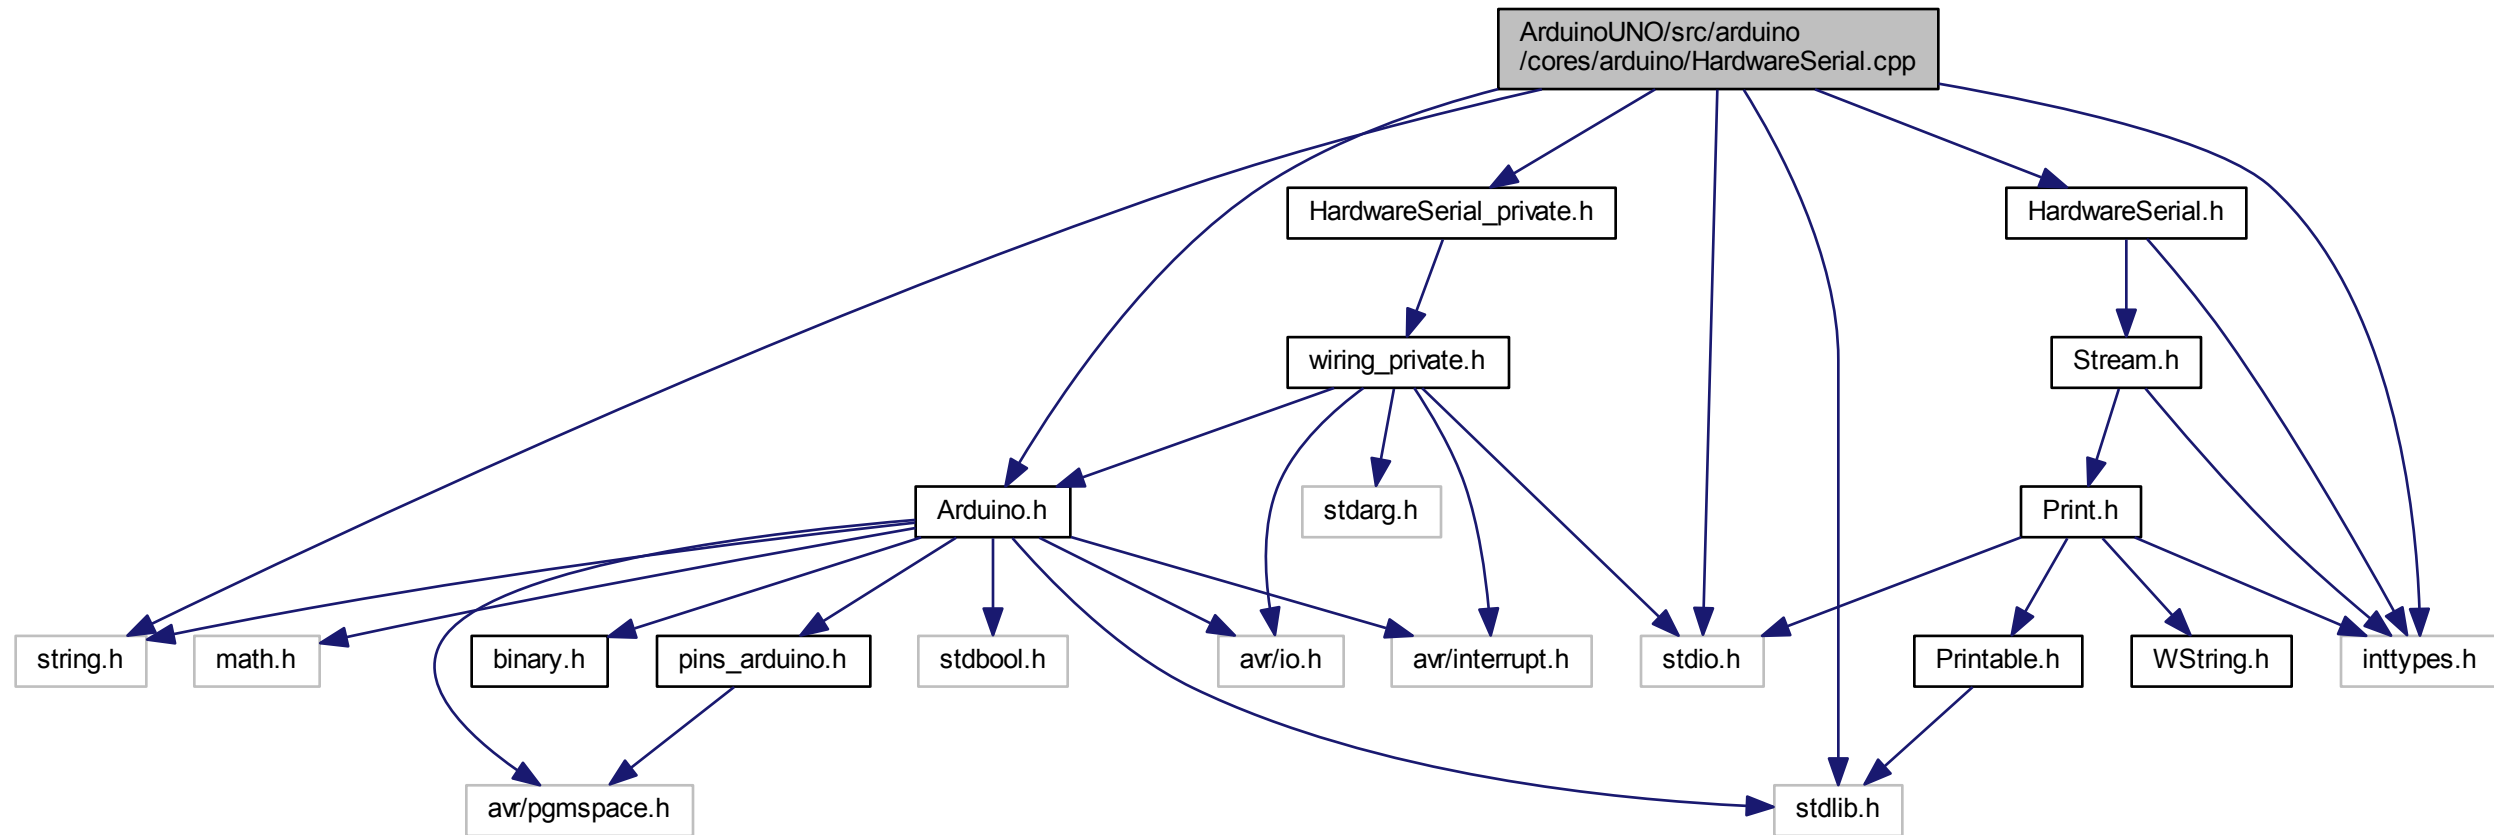 ArduinoUNO/src/arduino
/cores/arduino/HardwareSerial.cpp
HardwareSerial_private.h
HardwareSerial.h
wiring_private.h
Stream.h
Arduino.h
stdarg.h
Print.h
string.h
math.h
binary.h
pins_arduino.h
stdbool.h
avr/io.h
avr/interrupt.h
stdio.h
Printable.h
WString.h
inttypes.h
avr/pgmspace.h
stdlib.h